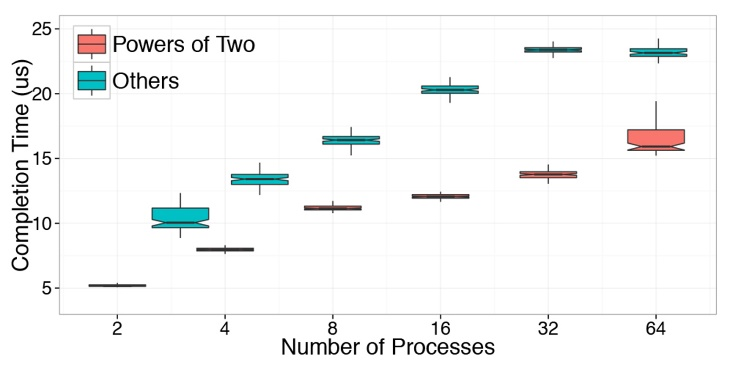 Completion Time (us)
25
20
15
10
5
Powers of Two
Others
2 4 8 16 32 64
Number of Processes